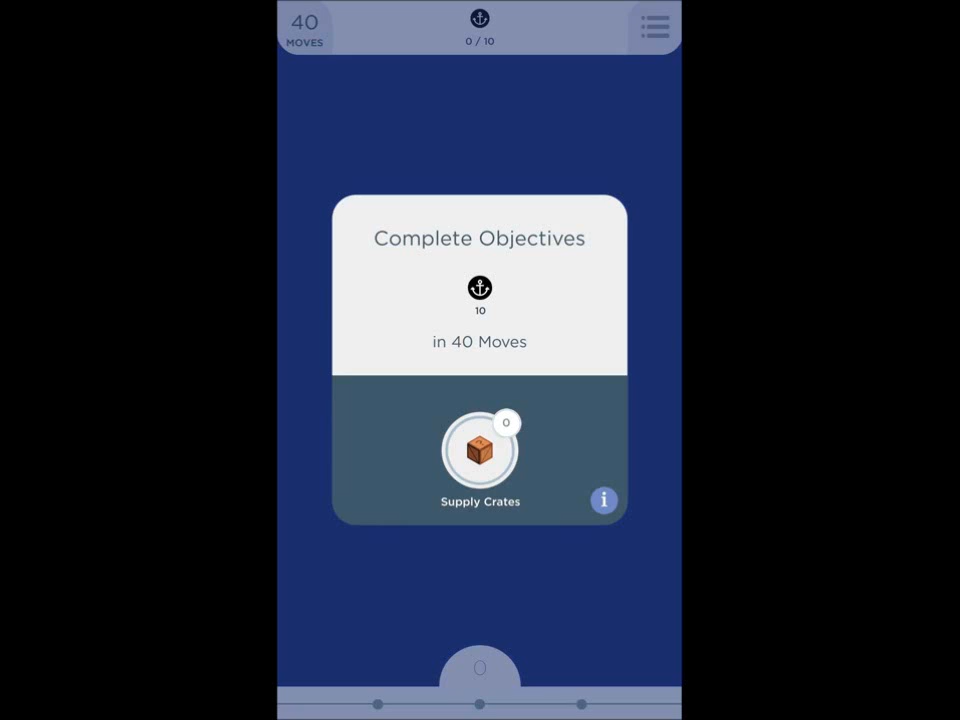 40
MOVES
0 / 10
Complete Objectives
10
in 40 Moves
0
Supply Crates
i
0